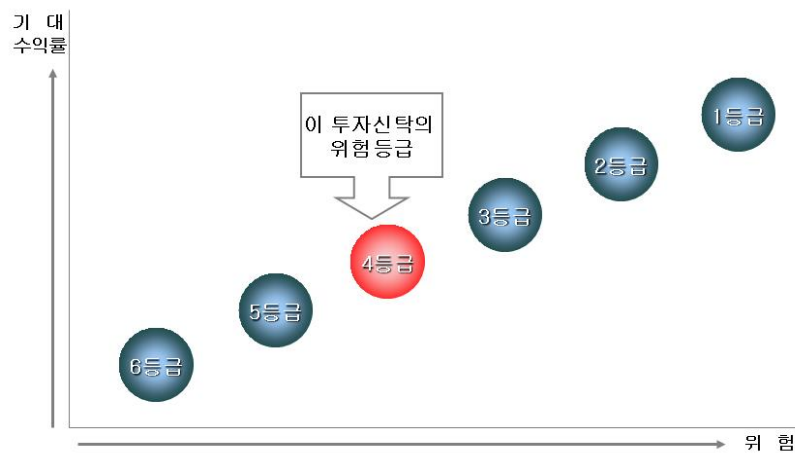 기 대
수익률
이 투자신탁의
위험등급
1등급
2등급
3등급
4등급
5등급
6등급
위 험